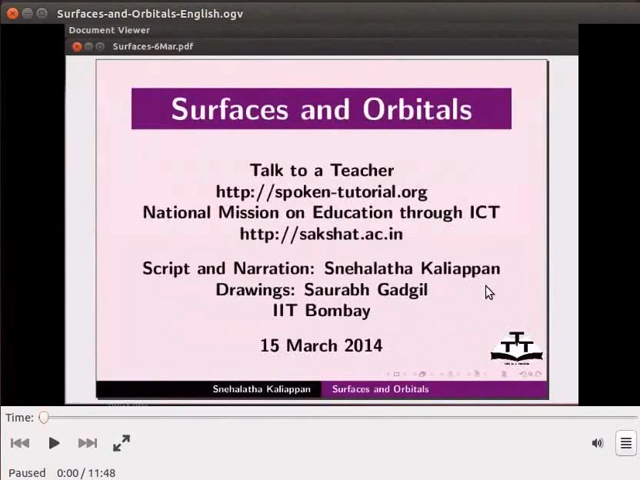 Surfaces-and-Orbitals-English.ogv
Document Viewer
Surfaces-6Mar.pdf
Surfaces and Orbitals
Talk to a Teacher
http://spoken-tutorial.org
National Mission on Education through ICT
http://sakshat.ac.in
Script and Narration: Snehalatha Kaliappan
Drawings: Saurabh Gadgil
IIT Bombay
15 March 2014
TTT
Snehalatha Kaliappan Surfaces and Orbitals
Time:
Paused 0:00 / 11:48